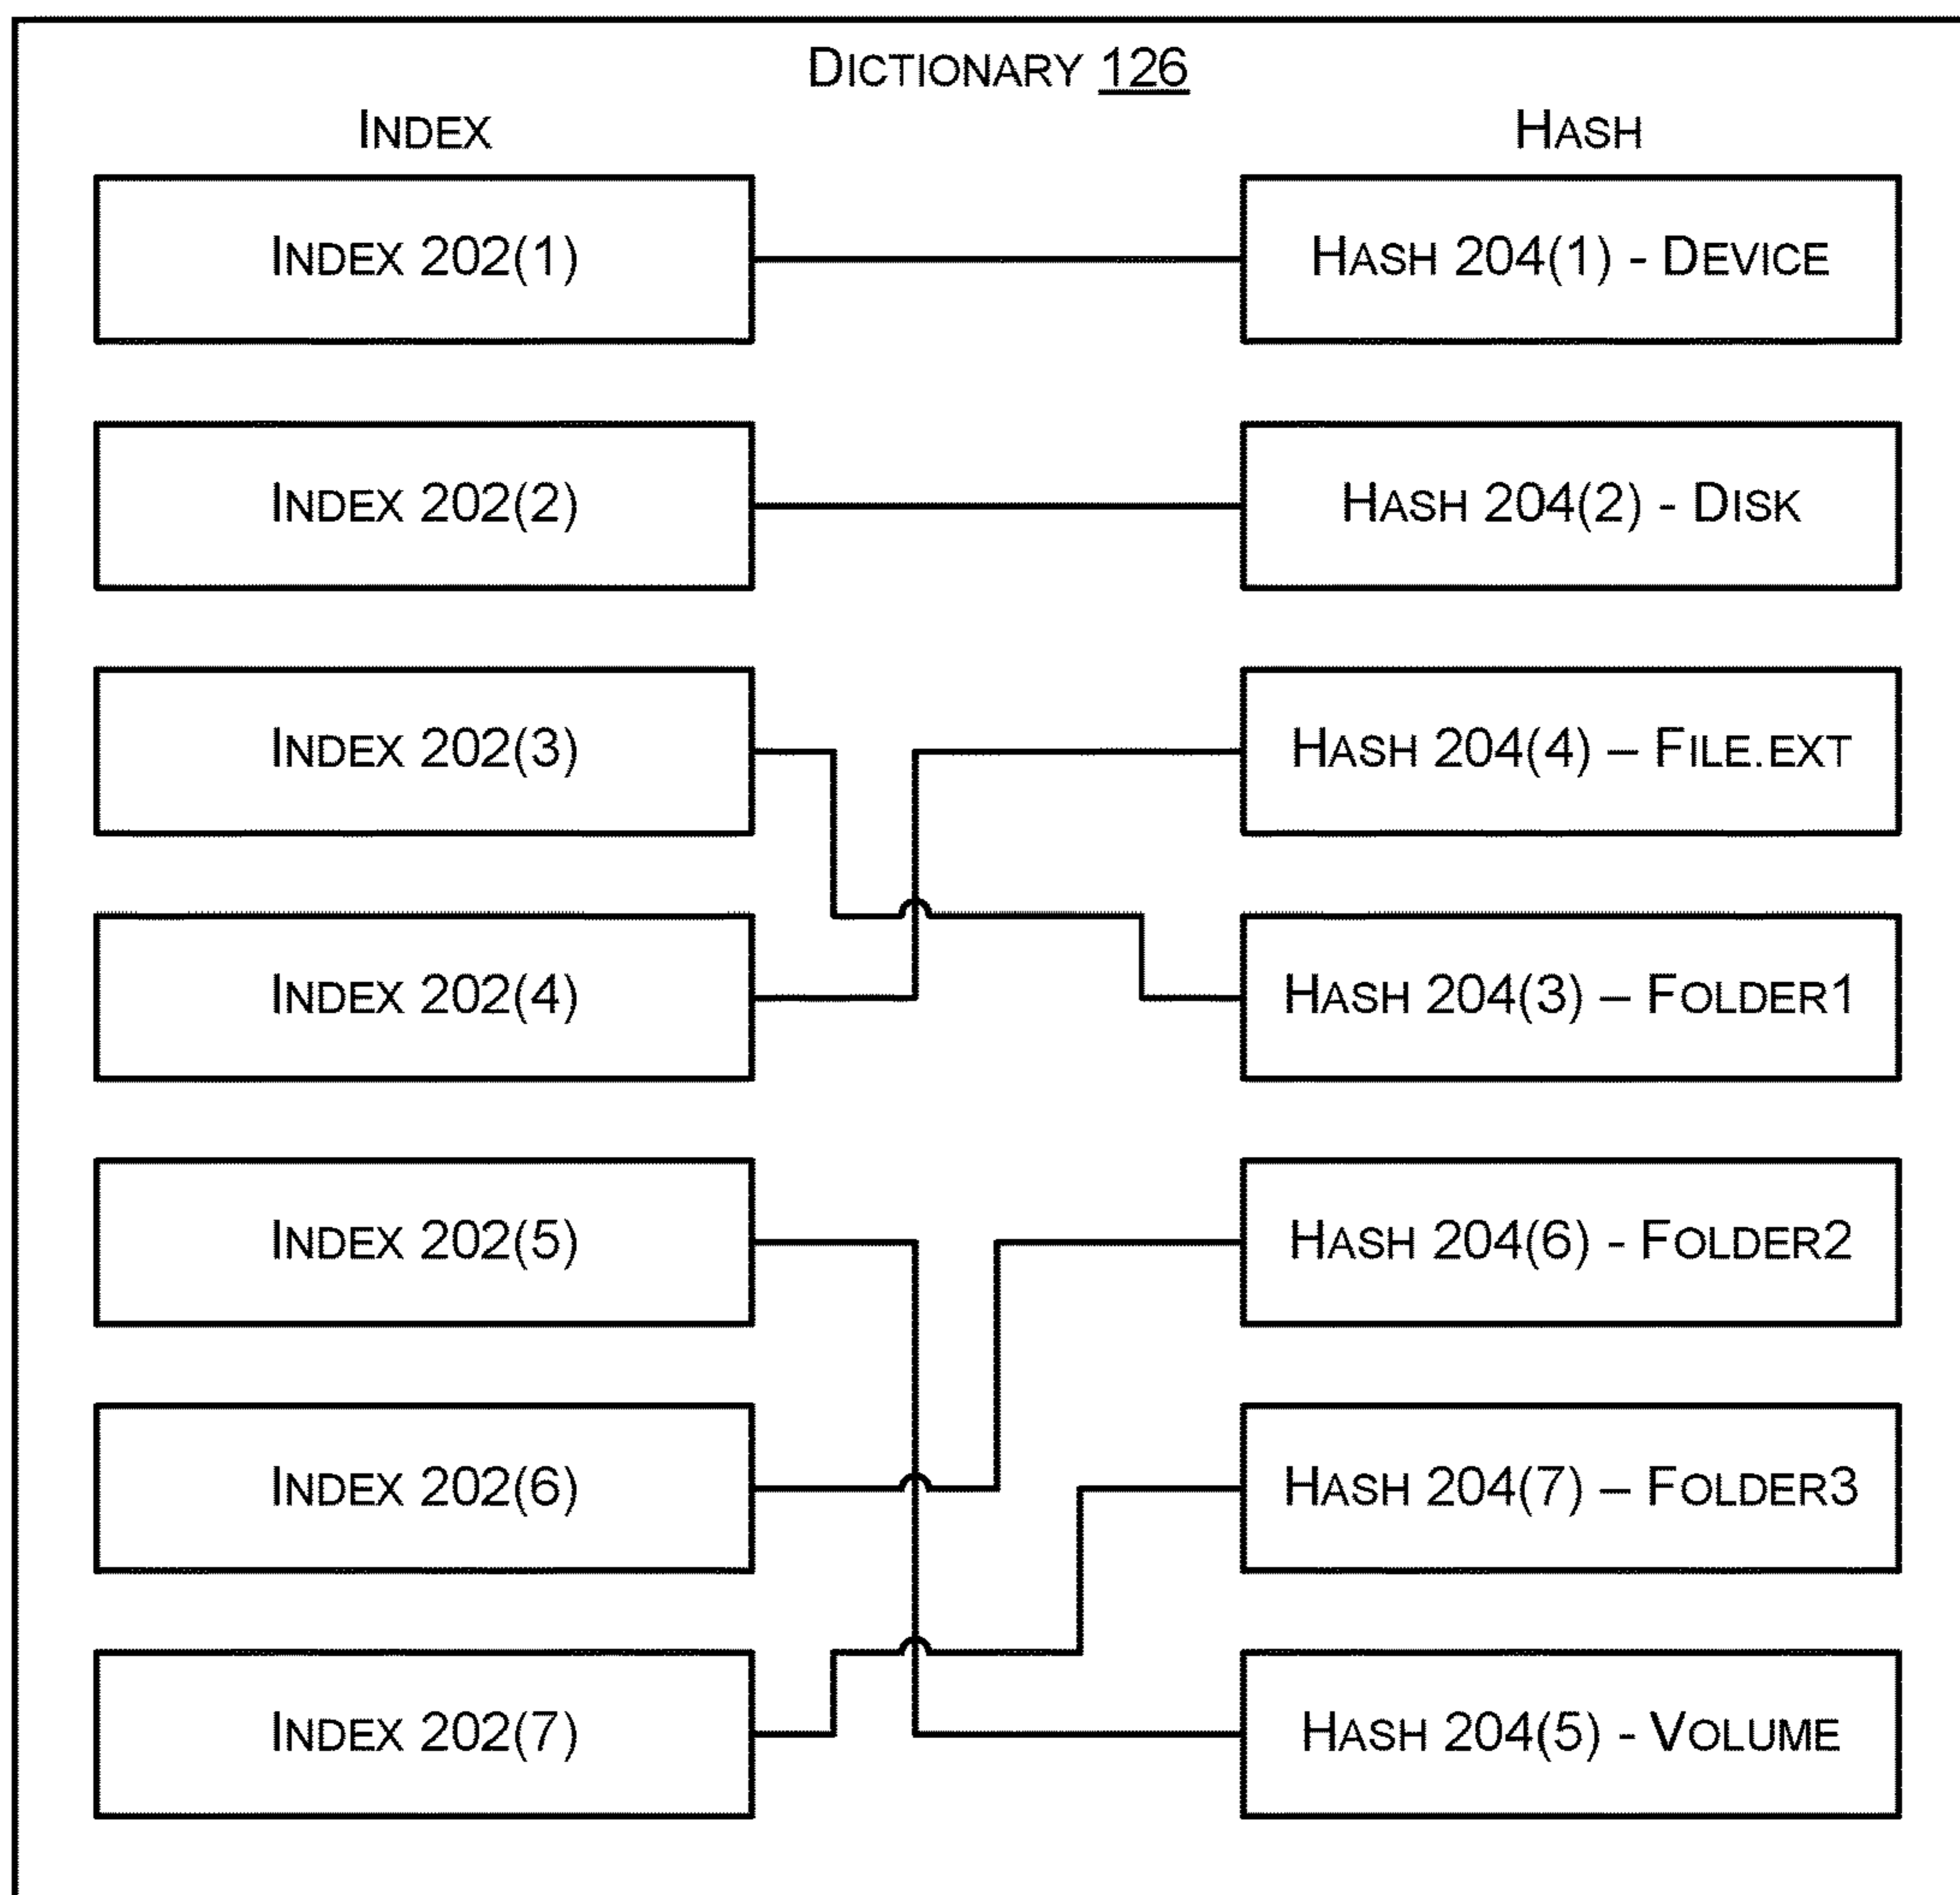 DICTIONARY 126
INDEX HASH
INDEX 202(1) HASH 204(1) - DEVICE
INDEX 202(2) HASH 204(2) - DISK
INDEX 202(3) HASH 204(4) – FILE.EXT
INDEX 202(4) HASH 204(3) – FOLDER1
INDEX 202(5) HASH 204(6) - FOLDER2
INDEX 202(6) HASH 204(7) – FOLDER3
INDEX 202(7) HASH 204(5) - VOLUME